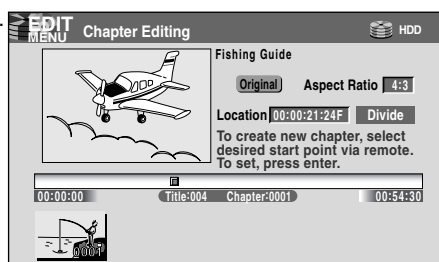 EDIT
MENU
Chapter Editing
HDD
Fishing Guide
Original Aspect Ratio 4:3
Location 00:00:21:24F Divide
To create new chapter, select
desired start point via remote.
To set, press enter.
00:00:00 Title:004 Chapter:0001 00:54:30
0001